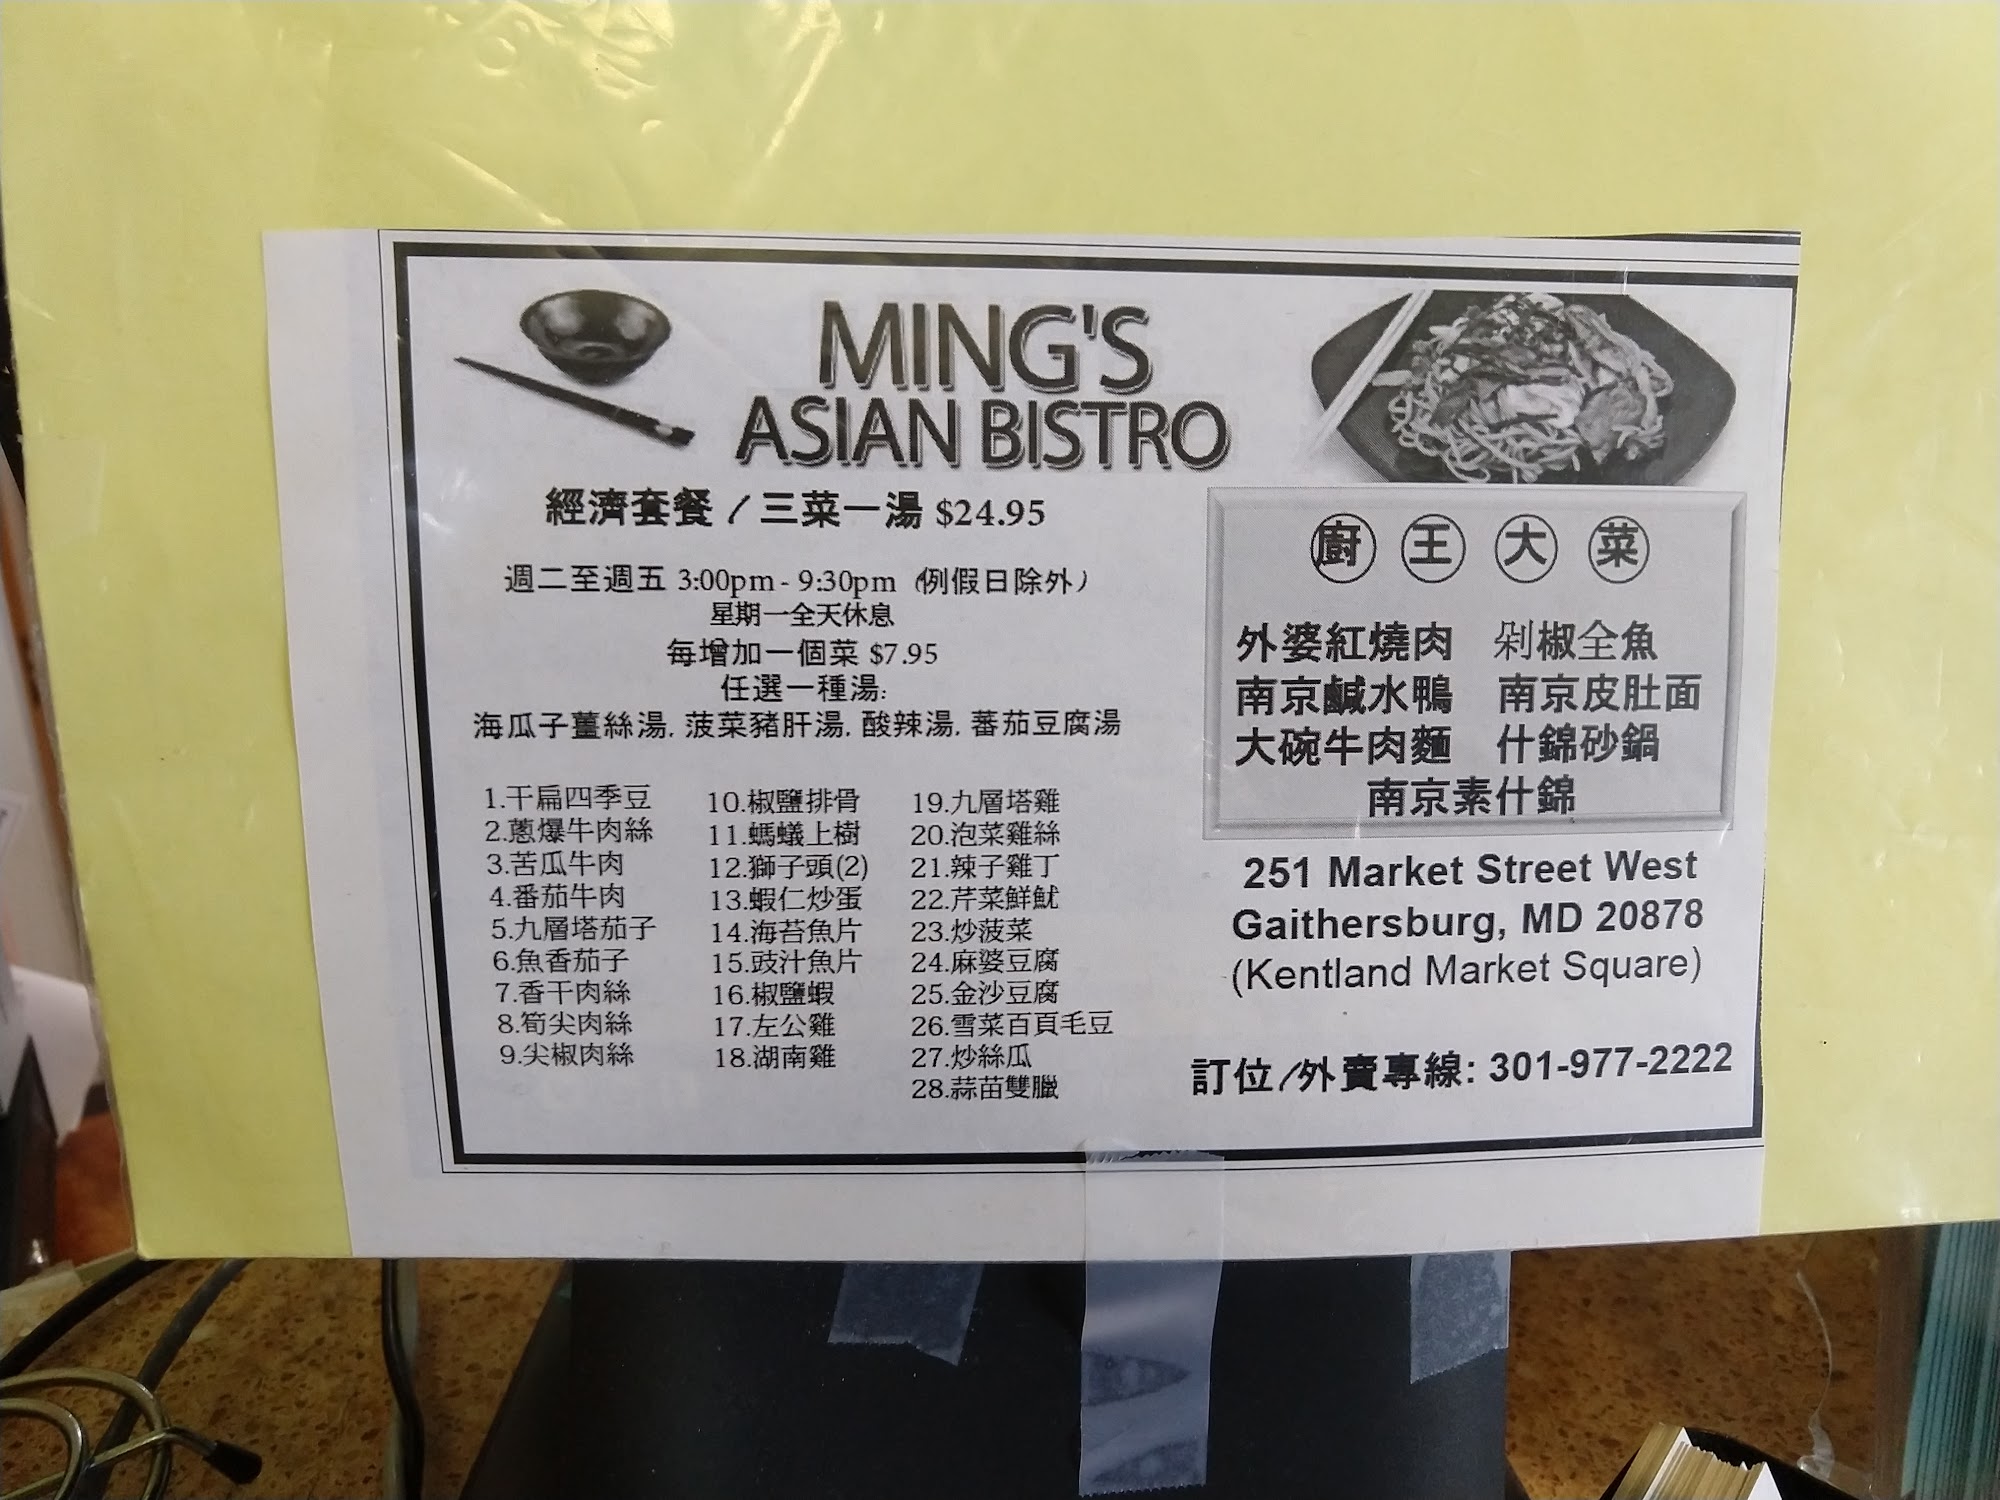 MING'S
ASIAN BISTRO
經濟套餐 / 三菜一湯 $24.95
週二至週五 3:00pm - 9:30pm (例假日除外)
星期一全天休息
每增加一個菜 $7.95
任選一種湯:
海瓜子薑絲湯, 菠菜豬肝湯, 酸辣湯, 蕃茄豆腐湯
1.干扁四季豆
2.蔥爆牛肉絲
3.苦瓜牛肉
4.番茄牛肉
5.九層塔茄子
6.魚香茄子
7.香干肉絲
8.筍尖肉絲
9.尖椒肉絲
10.椒鹽排骨
11.螞蟻上樹
12.獅子頭(2)
13.蝦仁炒蛋
14.海苔魚片
15.豉汁魚片
16.椒鹽蝦
17.左公雞
18.湖南雞
19.九層塔雞
20.泡菜雞絲
21.辣子雞丁
22.芹菜鮮魷
23.炒菠菜
24.麻婆豆腐
25.金沙豆腐
26.雪菜百頁毛豆
27.炒絲瓜
28.蒜苗雙臘
廚王大菜
外婆紅燒肉 剁椒全魚
南京鹹水鴨 南京皮肚面
大碗牛肉麵 什錦砂鍋
南京素什錦
251 Market Street West
Gaithersburg, MD 20878
(Kentland Market Square)
訂位/外賣專線: 301-977-2222